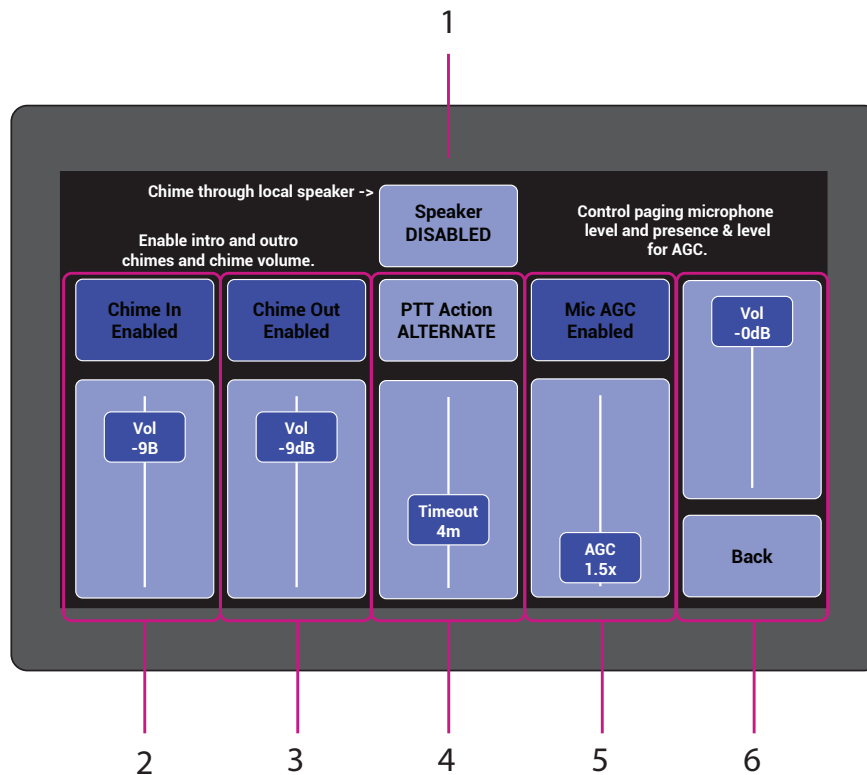 1
Chime through local speaker ->
Speaker
DISABLED
Control paging microphone
level and presence & level
for AGC.
Enable intro and outro
chimes and chime volume.
Chime In
Enabled
Chime Out
Enabled
PTT Action
ALTERNATE
Mic AGC
Enabled
Vol
-0dB
Vol
-9B
Vol
-9dB
Timeout
4m
AGC
1.5x
Back
2
3
4
5
6